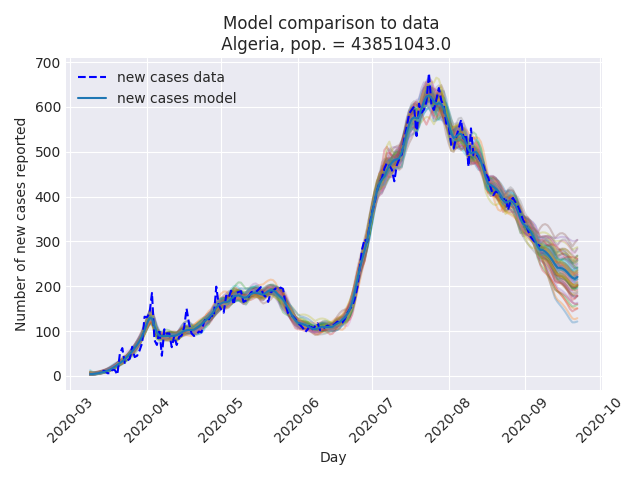 Model comparison to data
Algeria, pop. = 43851043.0
700
600
500
400
300
200
100
0
Number of new cases reported
new cases data
new cases model
2020-03
2020-04
2020-05
2020-06
2020-07
2020-08
2020-09
2020-10
Day